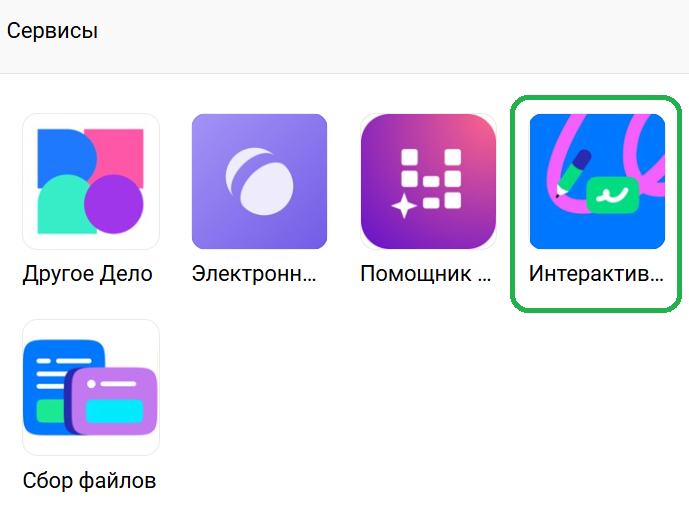 Сервисы
Другое Дело
Электронн...
Помощник ...
Интерактив...
Сбор файлов